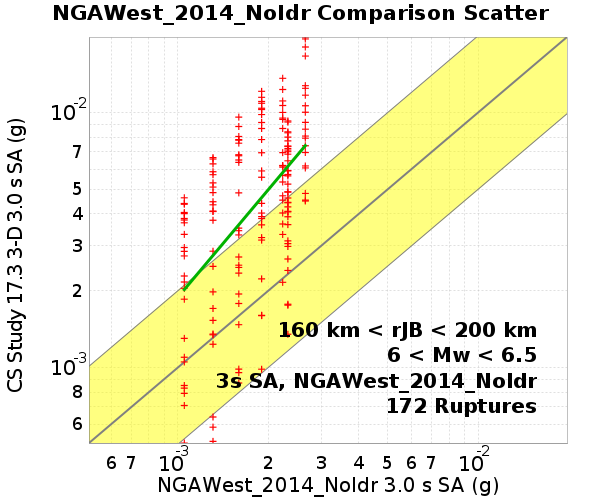 NGAWest_2014_NoIdr Comparison Scatter
CS Study 17.3 3-D 3.0 s SA (g)
10-2
7
5
4
3
2
10-3
8
6
160 km < rJB < 200 km
6 < Mw < 6.5
3s SA, NGAWest_2014_NoIdr
172 Ruptures
6 7 10-3 2 3 4 5 6 7 10-2
NGAWest_2014_NoIdr 3.0 s SA (g)